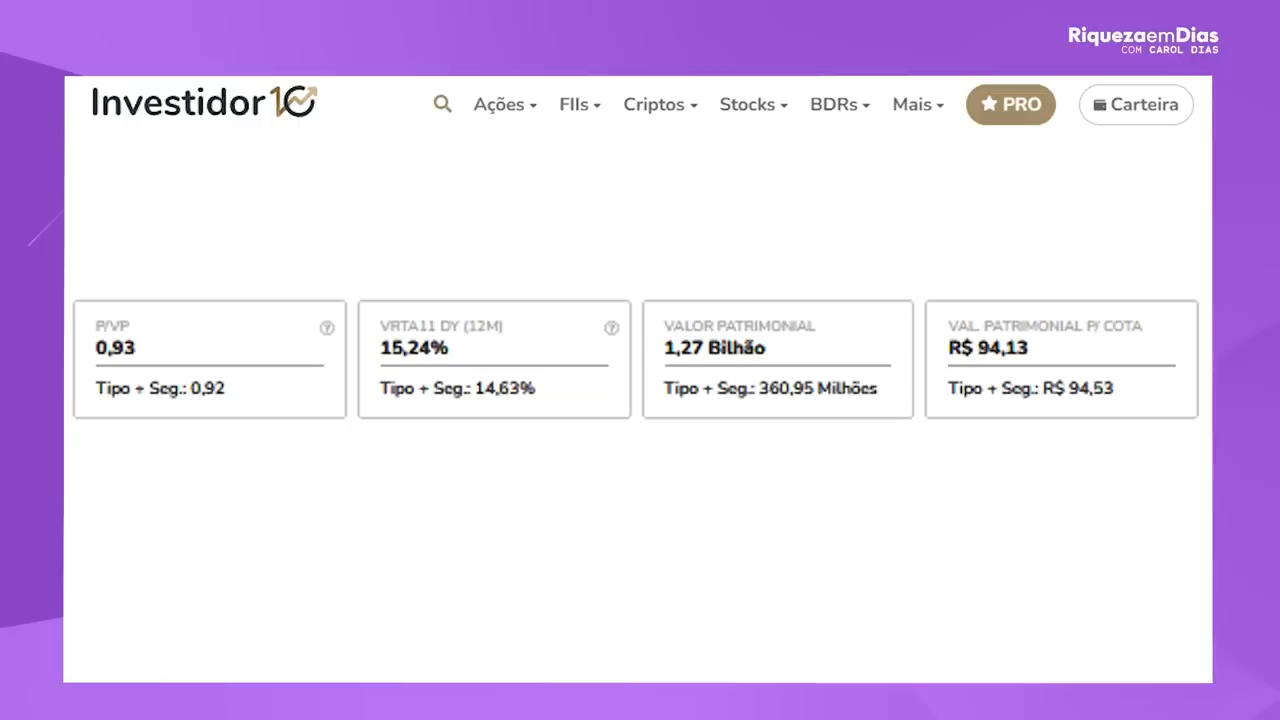 RiquezaemDias
COM CAROL DIAS
Investidor10
Ações
FIIs
Criptos
Stocks
BDRs
Mais
PRO
Carteira
P/VP
0,93
Tipo + Seg.: 0,92
VRTA11 DY (12M)
15,24%
Tipo + Seg.: 14,63%
VALOR PATRIMONIAL
1,27 Bilhão
Tipo + Seg.: 360,95 Milhões
VAL. PATRIMONIAL P/ COTA
R$ 94,13
Tipo + Seg.: R$ 94,53